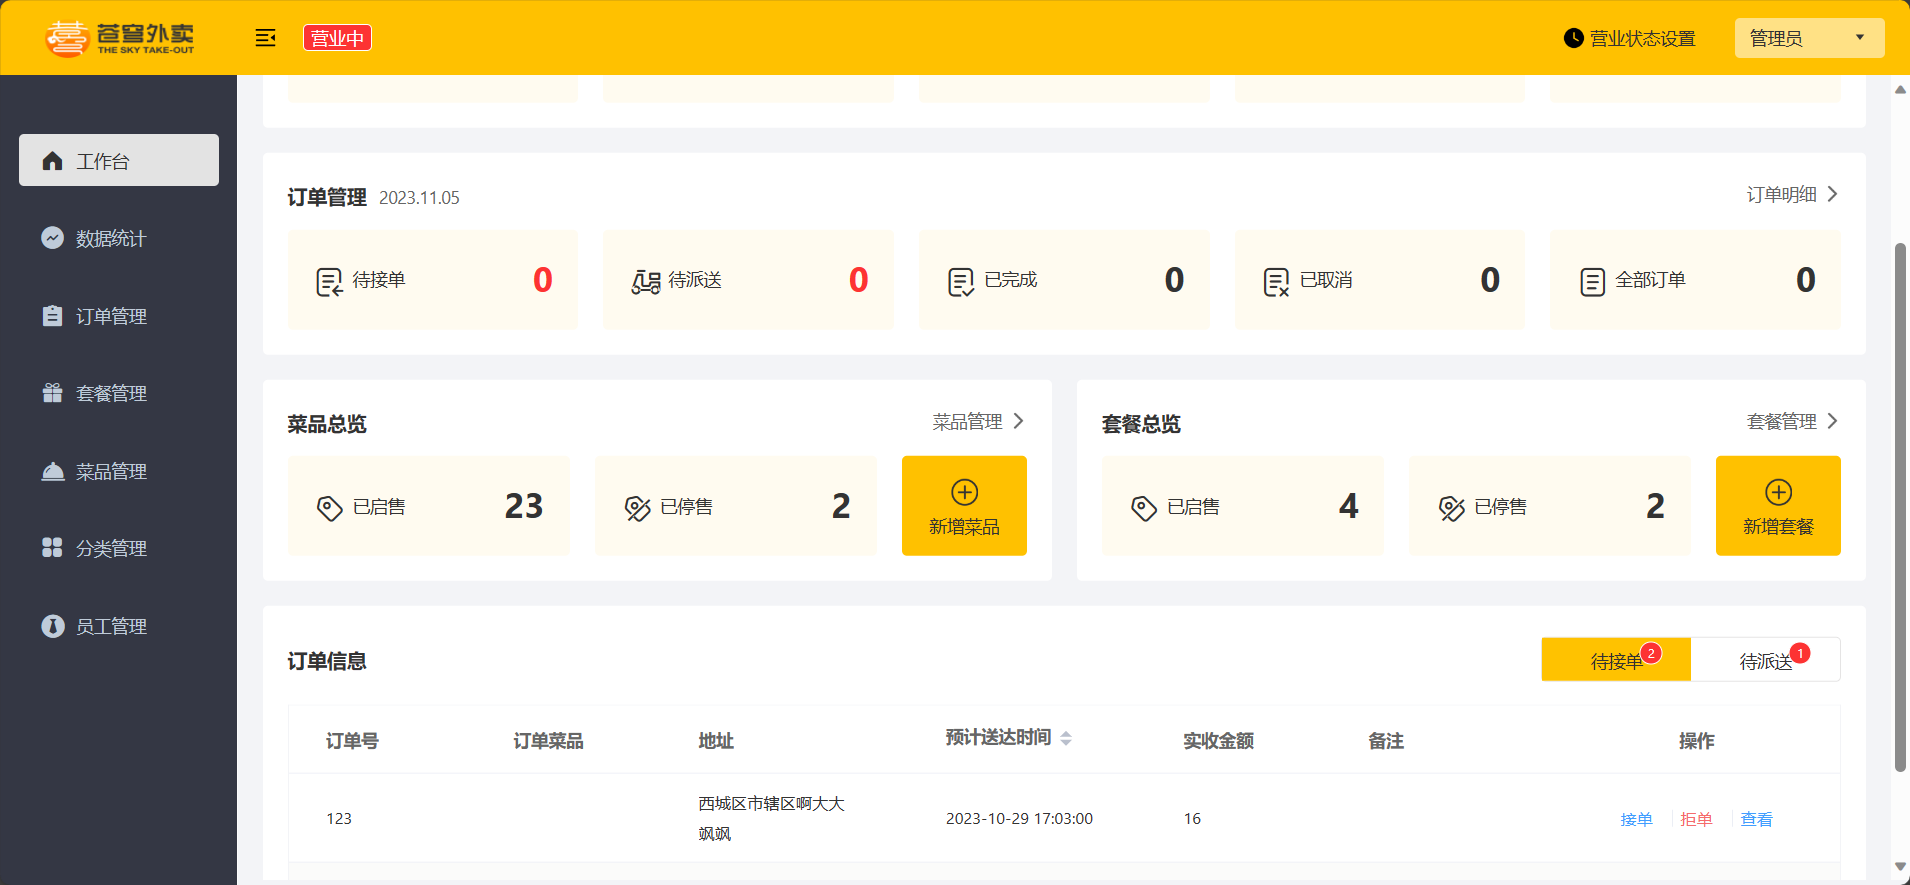 苍穹外卖
THE SKY TAKE-OUT
营业中
营业状态设置
管理员
工作台
数据统计
订单管理
套餐管理
菜品管理
分类管理
员工管理
订单管理 2023.11.05
订单明细
待接单 0
待派送 0
已完成 0
已取消 0
全部订单 0
菜品总览
菜品管理
已启售 23
已停售 2
新增菜品
套餐总览
套餐管理
已启售 4
已停售 2
新增套餐
订单信息
待接单 2
待派送 1
订单号 订单菜品 地址 预计送达时间 实收金额 备注 操作
123 西城区市辖区啊大大 2023-10-29 17:03:00 16 接单 拒单 查看
飒飒